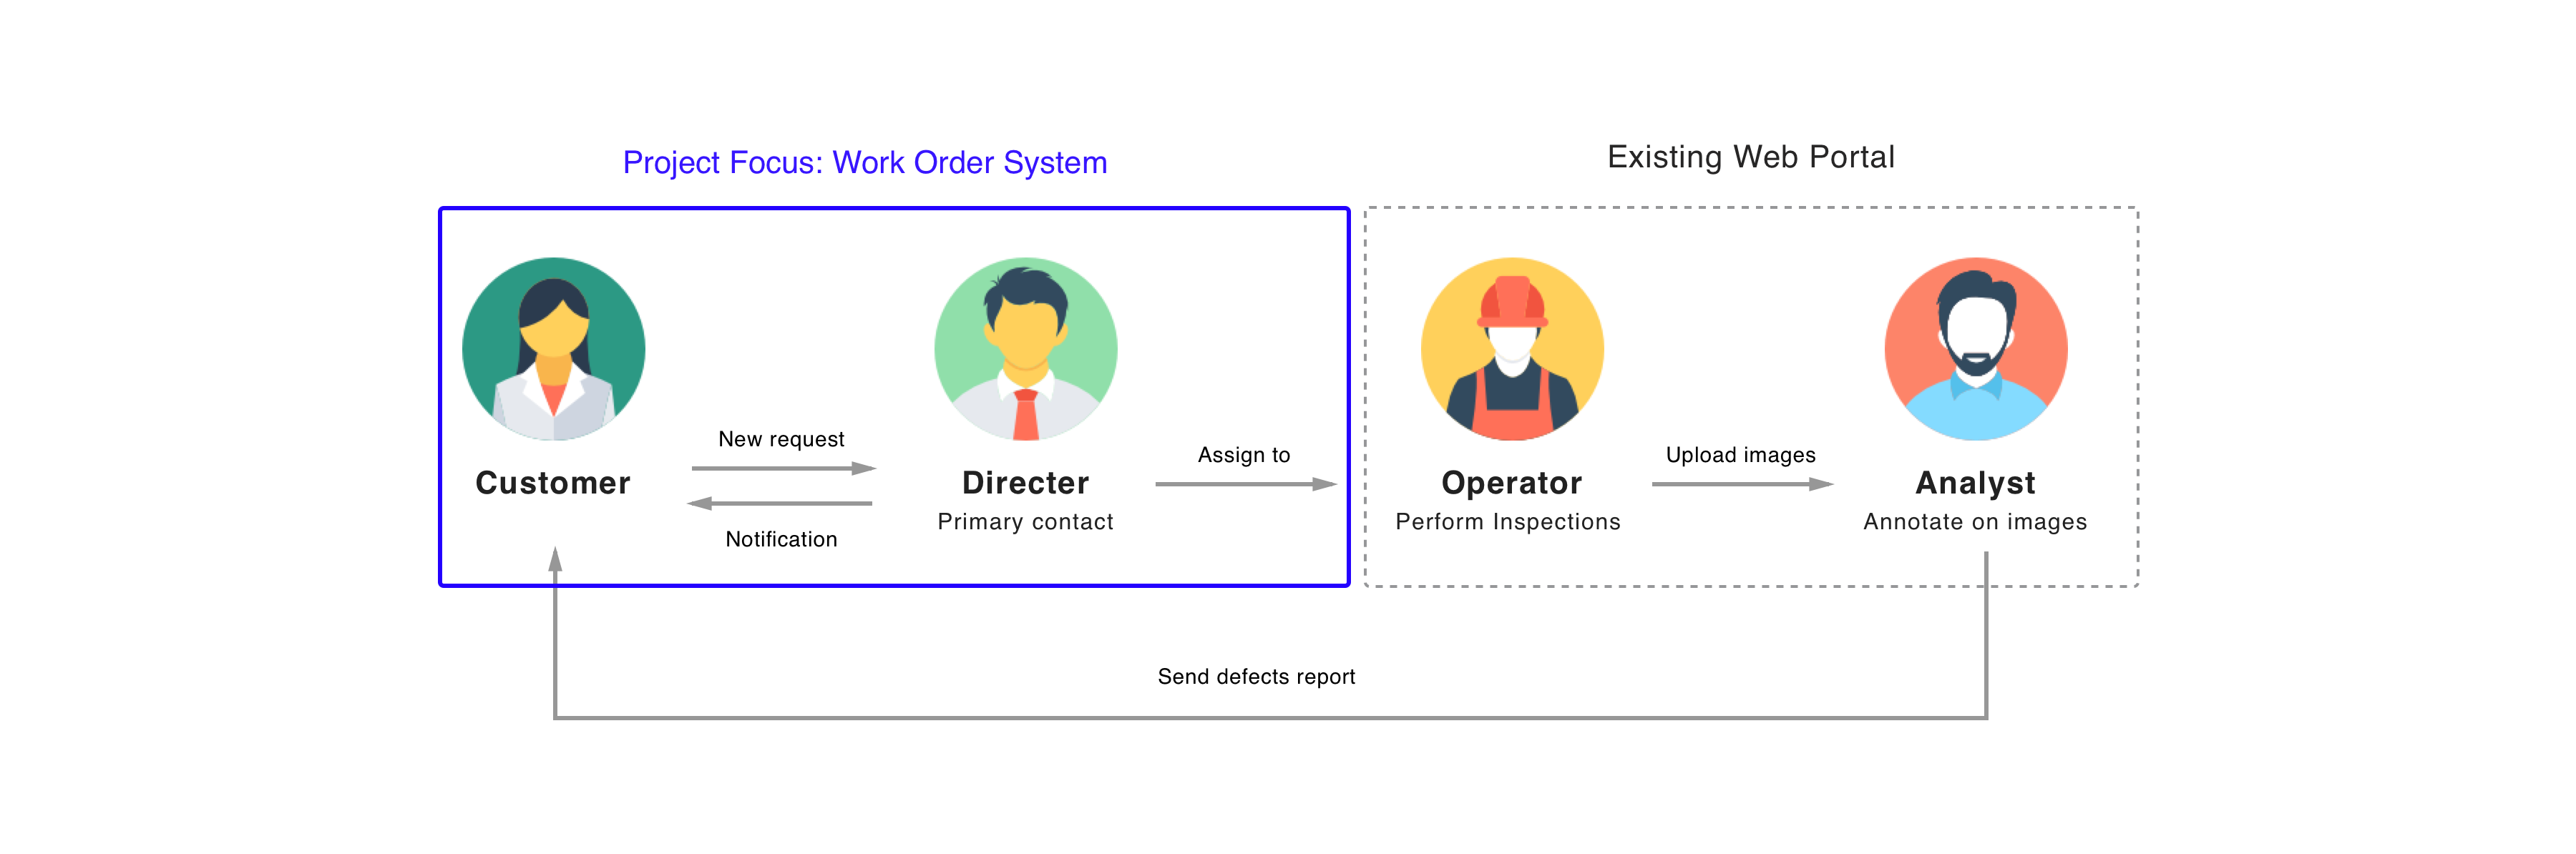 Project Focus: Work Order System
Existing Web Portal
New request
Notification
Assign to
Upload images
Customer
Directer
Primary contact
Operator
Perform Inspections
Analyst
Annotate on images
Send defects report